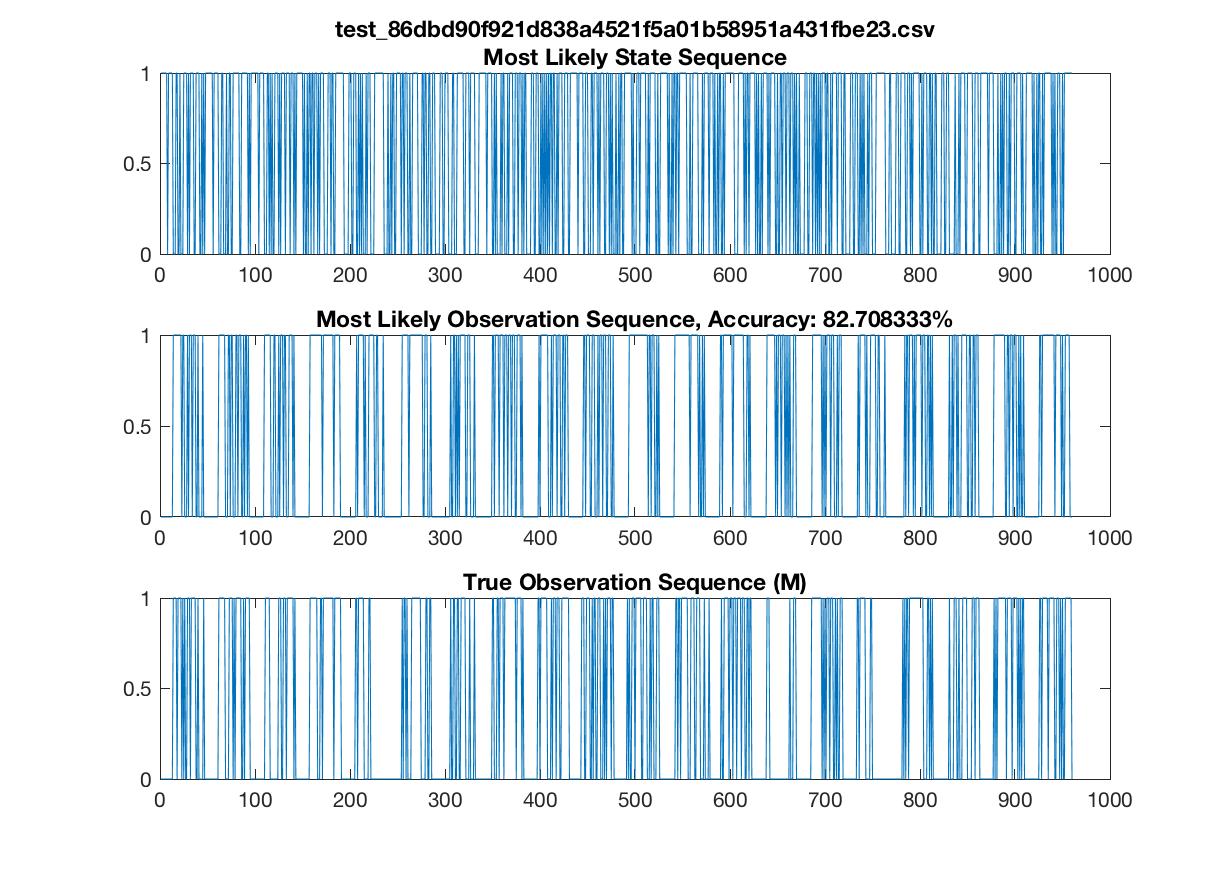 test_86dbd90f921d838a4521f5a01b58951a431fbe23.csv
Most Likely State Sequence
1
0.5
0
0 100 200 300 400 500 600 700 800 900 1000
Most Likely Observation Sequence, Accuracy: 82.708333%
1
0.5
0
0 100 200 300 400 500 600 700 800 900 1000
True Observation Sequence (M)
1
0.5
0
0 100 200 300 400 500 600 700 800 900 1000